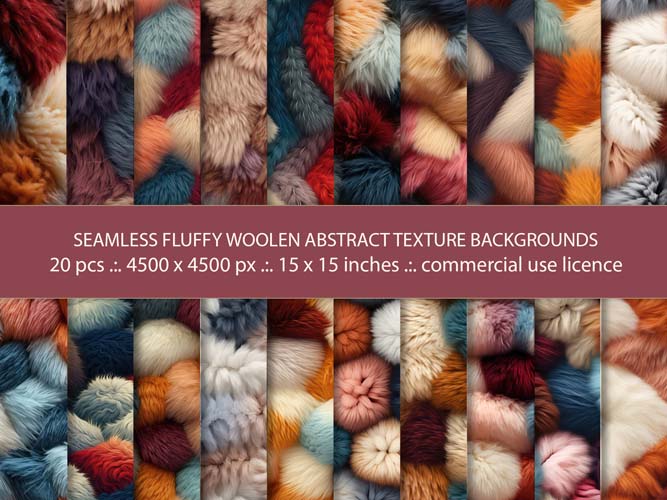 SEAMLESS FLUFFY WOOLEN ABSTRACT TEXTURE BACKGROUNDS
20 pcs .:. 4500 x 4500 px .:. 15 x 15 inches .:. commercial use licence